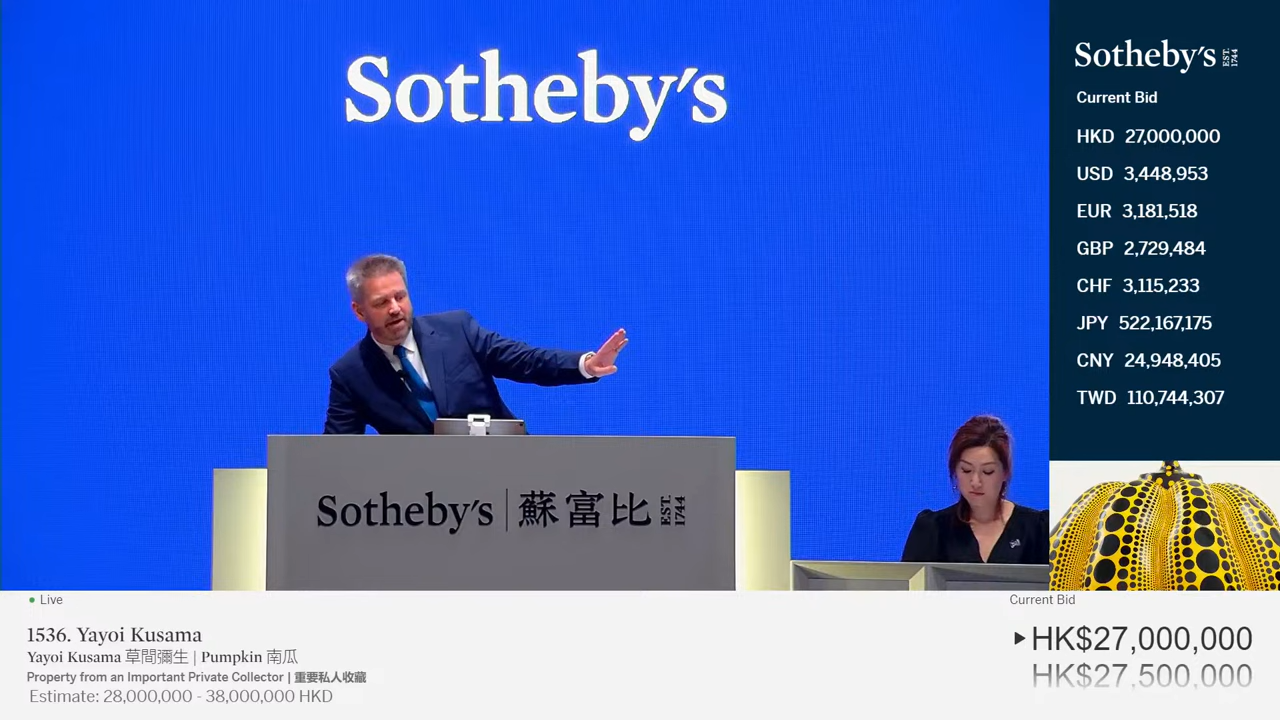 Sotheby's
Sotheby's | 蘇富比 EST. 1744
Sotheby's EST. 1744
Current Bid
HKD 27,000,000
USD 3,448,953
EUR 3,181,518
GBP 2,729,484
CHF 3,115,233
JPY 522,167,175
CNY 24,948,405
TWD 110,744,307
Live
1536. Yayoi Kusama
Yayoi Kusama 草間彌生 | Pumpkin 南瓜
Property from an Important Private Collector | 重要私人收藏
Estimate: 28,000,000 - 38,000,000 HKD
Current Bid
HK$27,000,000
HK$27,500,000